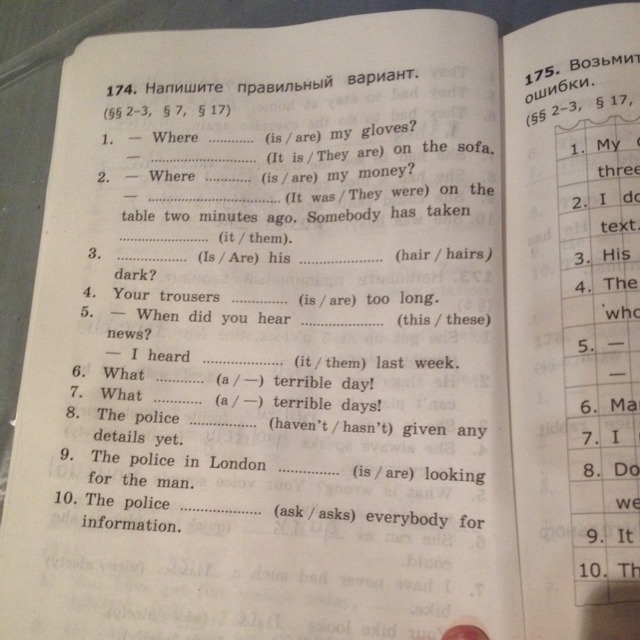 174. Напишите правильный вариант.
(§§ 2–3, § 7, § 17)
1. — Where ........... (is / are) my gloves?
— .......................... (It is / They are) on the sofa.
2. — Where ........... (is / are) my money?
— ................................ (It was / They were) on the
table two minutes ago. Somebody has taken
...................... (it / them).
3. ................. (Is / Are) his ........................... (hair / hairs)
dark?
4. Your trousers ............. (is / are) too long.
5. — When did you hear .................... (this / these)
news?
— I heard ................... (it / them) last week.
6. What ........... (a / —) terrible day!
7. What ........... (a / —) terrible days!
8. The police ................ (haven't / hasn't) given any
details yet.
9. The police in London .............. (is / are) looking
for the man.
10. The police ................... (ask / asks) everybody for
information.
175. Возьмит
ошибки.
(§§ 2–3, § 17,
1. My
three
2. I do
text.
3. His
4. The
'who
5. —
—
6. Mar
7. I
8. Do
we
9. It
10. Th